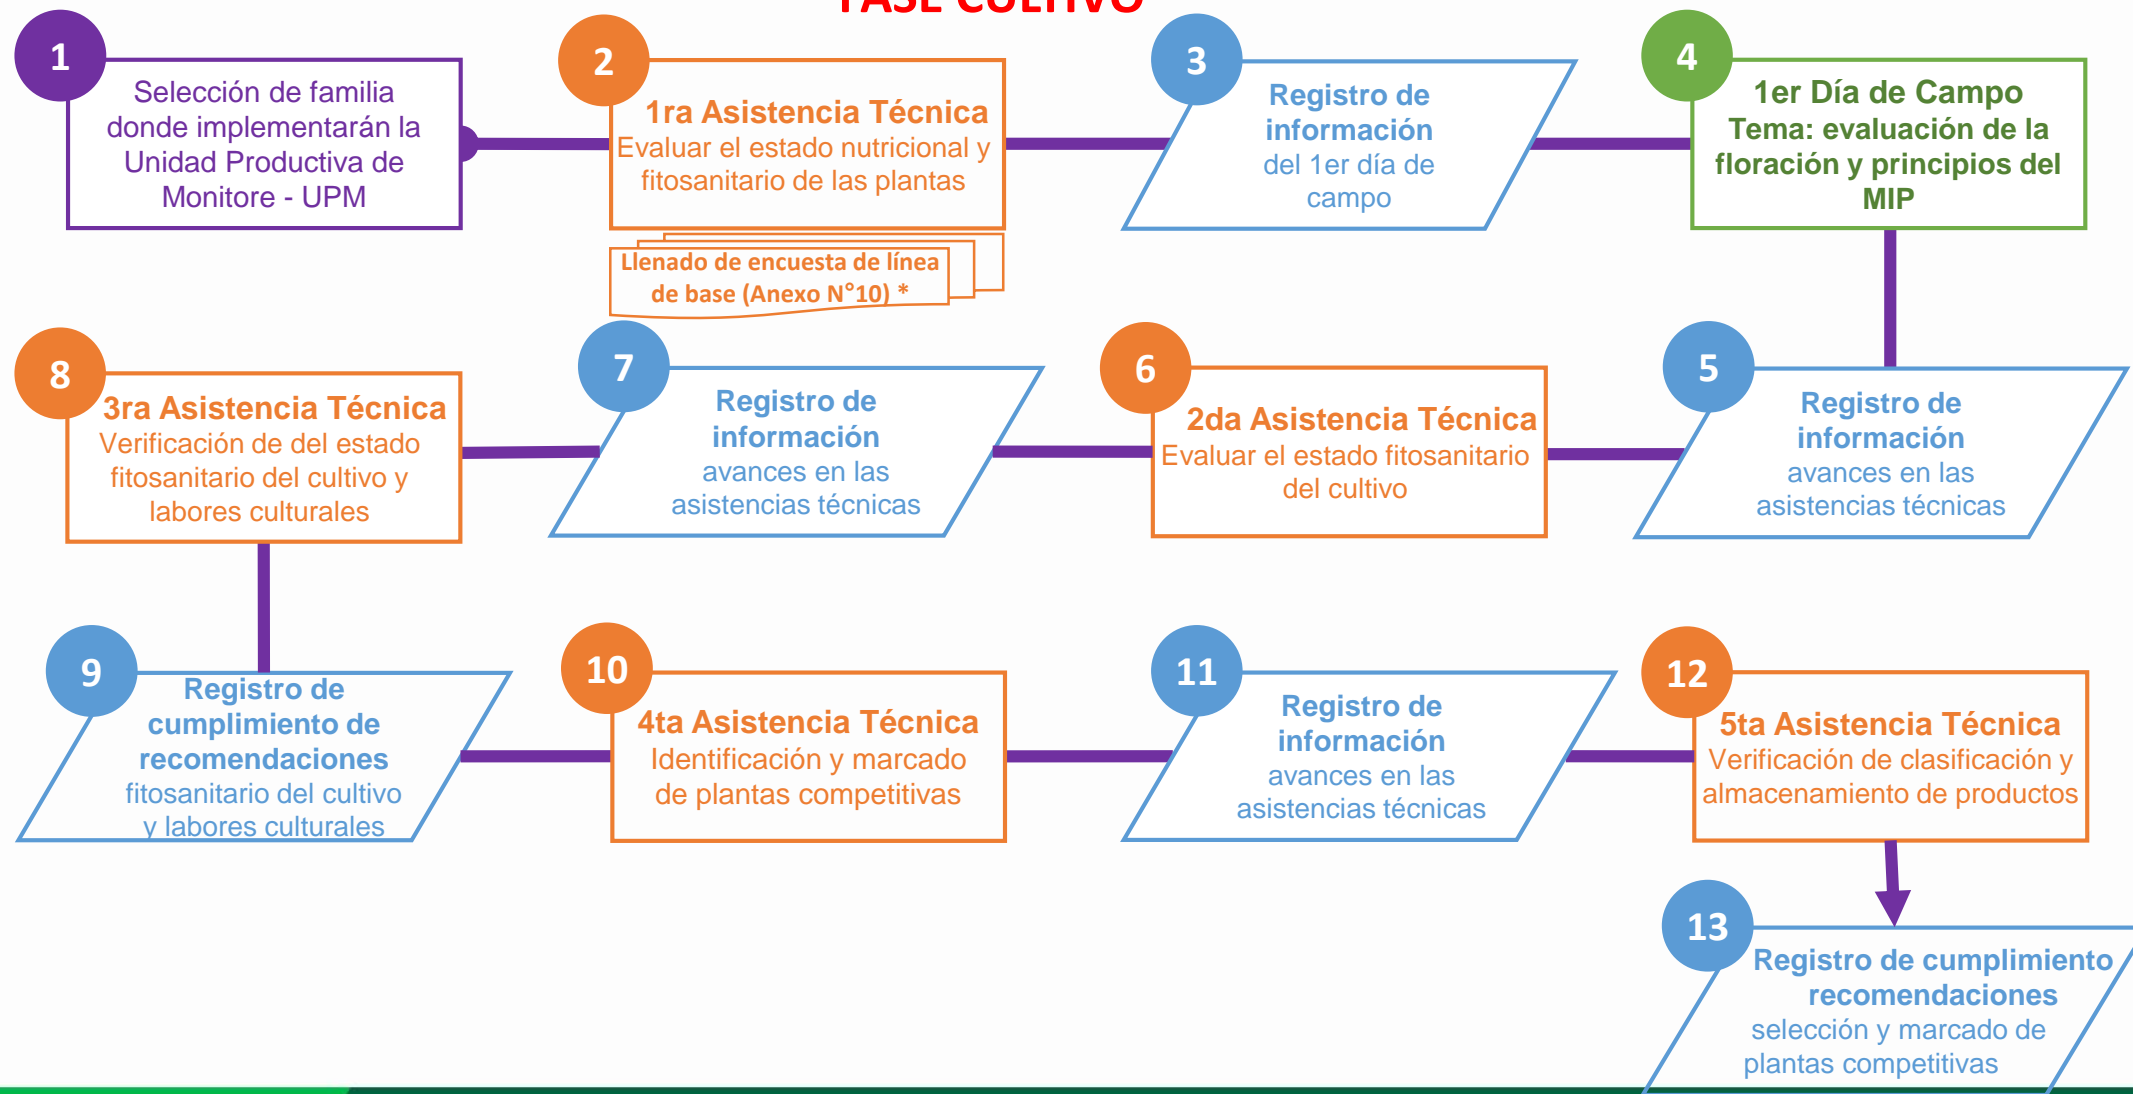 FASE CULTIVO
1
Selección de familia
donde implementarán la
Unidad Productiva de
Monitore - UPM
2
1ra Asistencia Técnica
Evaluar el estado nutricional y
fitosanitario de las plantas
Llenado de encuesta de línea
de base (Anexo N°10) *
3
Registro de
información
del 1er día de
campo
4
1er Día de Campo
Tema: evaluación de la
floración y principios del
MIP
5
Registro de
información
avances en las
asistencias técnicas
6
2da Asistencia Técnica
Evaluar el estado fitosanitario
del cultivo
7
Registro de
información
avances en las
asistencias técnicas
8
3ra Asistencia Técnica
Verificación de del estado
fitosanitario del cultivo y
labores culturales
9
Registro de
cumplimiento de
recomendaciones
fitosanitario del cultivo
y labores culturales
10
4ta Asistencia Técnica
Identificación y marcado
de plantas competitivas
11
Registro de
información
avances en las
asistencias técnicas
12
5ta Asistencia Técnica
Verificación de clasificación y
almacenamiento de productos
13
Registro de cumplimiento
recomendaciones
selección y marcado de
plantas competitivas